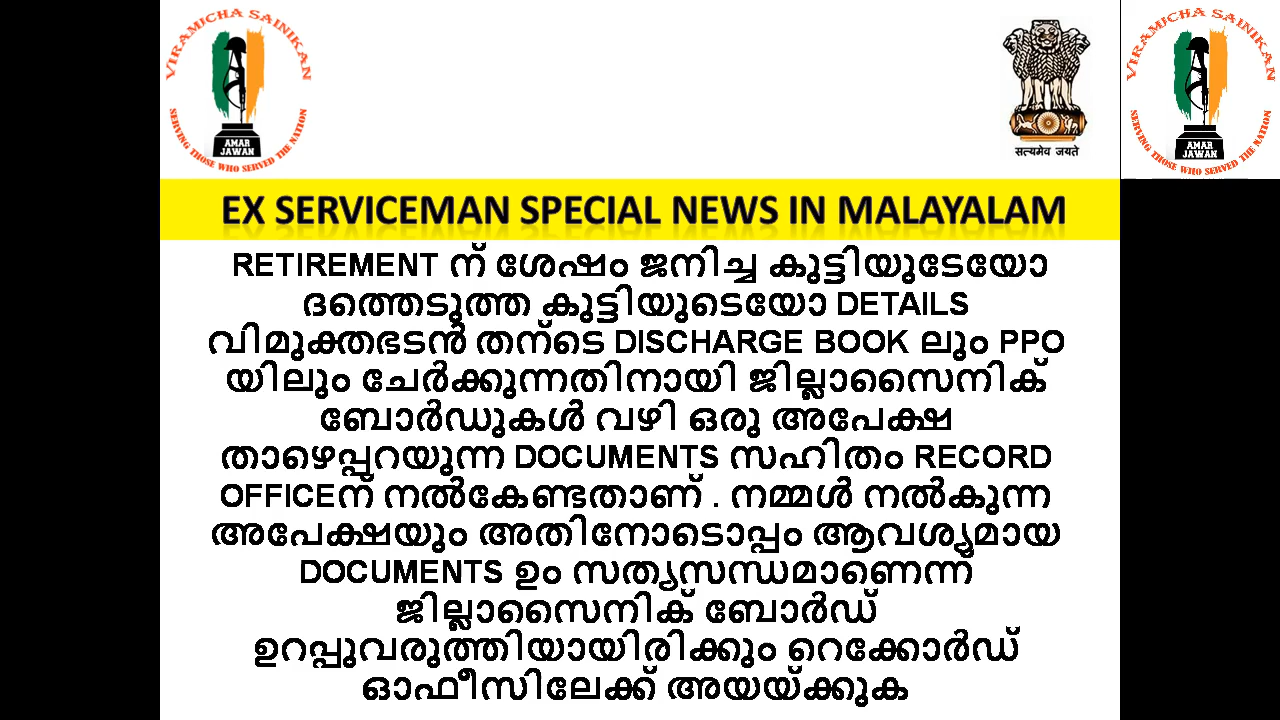 VIRAMICHA SAINIKAN
AMAR
JAWAN
SERVING THOSE WHO SERVED THE NATION
सत्यमेव जयते
VIRAMICHA SAINIKAN
AMAR
JAWAN
SERVING THOSE WHO SERVED THE NATION
EX SERVICEMAN SPECIAL NEWS IN MALAYALAM
RETIREMENT ന് ശേഷം ജനിച്ച കുട്ടിയുടേയോ
ദത്തെടുത്ത കുട്ടിയുടെയോ DETAILS
വിമുക്തഭടൻ തന്ടെ DISCHARGE BOOK ലും PPO
യിലും ചേർക്കുന്നതിനായി ജില്ലാസൈനിക്
ബോർഡുകൾ വഴി ഒരു അപേക്ഷ
താഴെപ്പറയുന്ന DOCUMENTS സഹിതം RECORD
OFFICEന് നൽകേണ്ടതാണ് . നമ്മൾ നൽകുന്ന
അപേക്ഷയും അതിനോടൊപ്പം ആവശ്യമായ
DOCUMENTS ഉം സത്യസന്ധമാണെന്ന്
ജില്ലാസൈനിക് ബോർഡ്
ഉറപ്പുവരുത്തിയായിരിക്കും റെക്കോർഡ്
ഓഫീസിലേക്ക് അയയ്ക്കുക